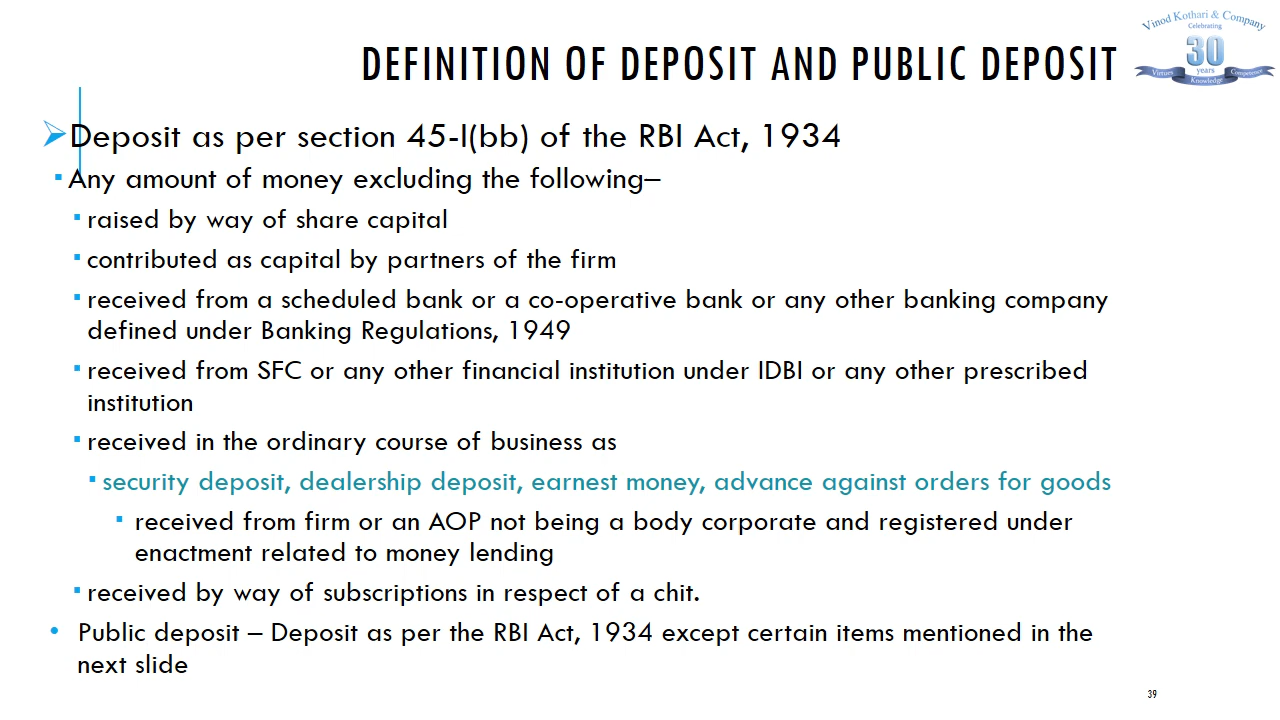 Vinod Kothari & Company
Celebrating
30
years
Virtues
Knowledge
Competence
DEFINITION OF DEPOSIT AND PUBLIC DEPOSIT
Deposit as per section 45-I(bb) of the RBI Act, 1934
Any amount of money excluding the following–
raised by way of share capital
contributed as capital by partners of the firm
received from a scheduled bank or a co-operative bank or any other banking company
defined under Banking Regulations, 1949
received from SFC or any other financial institution under IDBI or any other prescribed
institution
received in the ordinary course of business as
security deposit, dealership deposit, earnest money, advance against orders for goods
received from firm or an AOP not being a body corporate and registered under
enactment related to money lending
received by way of subscriptions in respect of a chit.
Public deposit – Deposit as per the RBI Act, 1934 except certain items mentioned in the
next slide
39